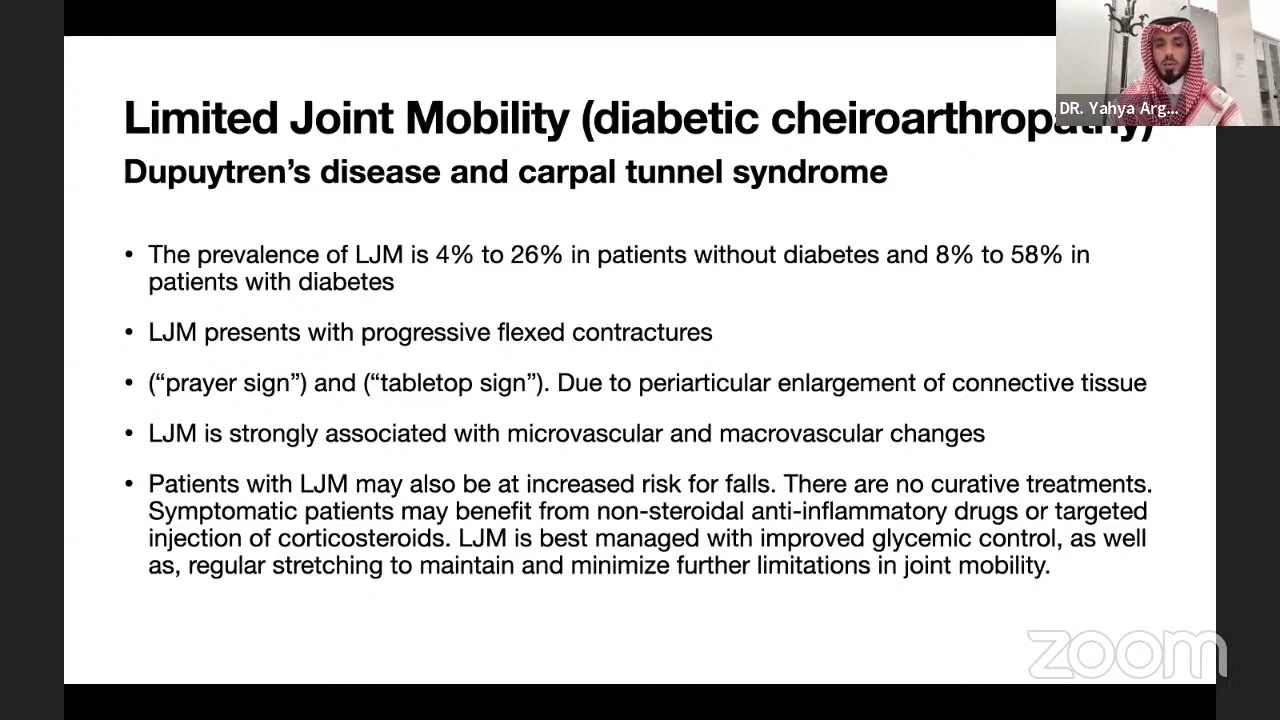 Limited Joint Mobility (diabetic cheiroarthropathy)
Dupuytren’s disease and carpal tunnel syndrome
• The prevalence of LJM is 4% to 26% in patients without diabetes and 8% to 58% in
patients with diabetes
• LJM presents with progressive flexed contractures
• (“prayer sign”) and (“tabletop sign”). Due to periarticular enlargement of connective tissue
• LJM is strongly associated with microvascular and macrovascular changes
• Patients with LJM may also be at increased risk for falls. There are no curative treatments.
Symptomatic patients may benefit from non-steroidal anti-inflammatory drugs or targeted
injection of corticosteroids. LJM is best managed with improved glycemic control, as well
as, regular stretching to maintain and minimize further limitations in joint mobility.
DR. Yahya Arg...
zoom